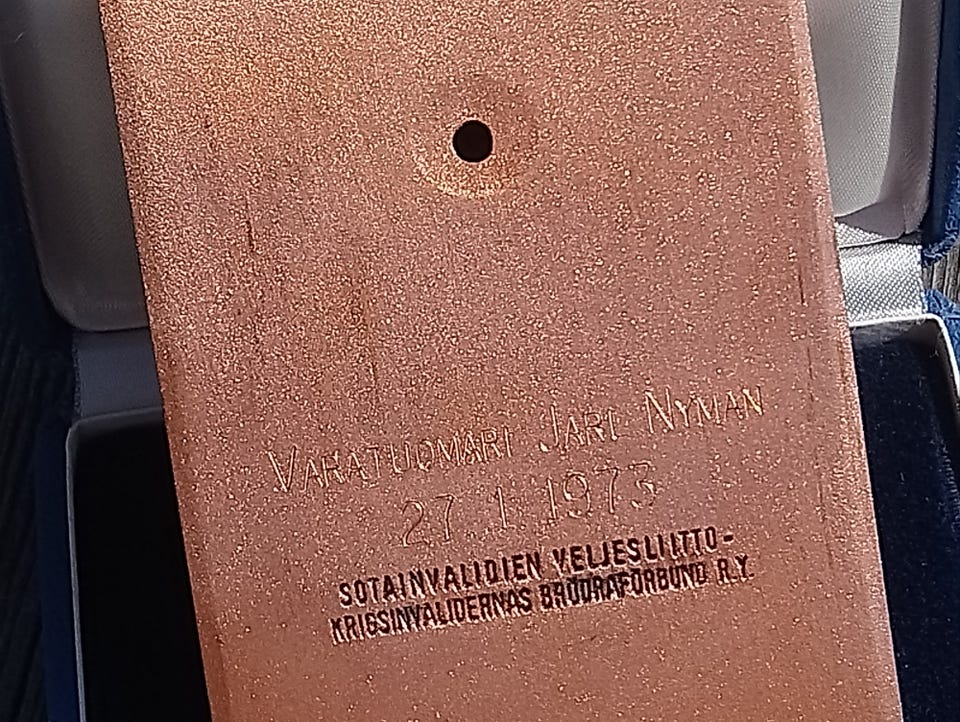 VARATUOMARI JARL NYMAN
27.1.1973
SOTAINVALIDIEN VELJESLIITTO-
KRIGSINVALIDERNAS BRÖDRAFÖRBUND R.Y.